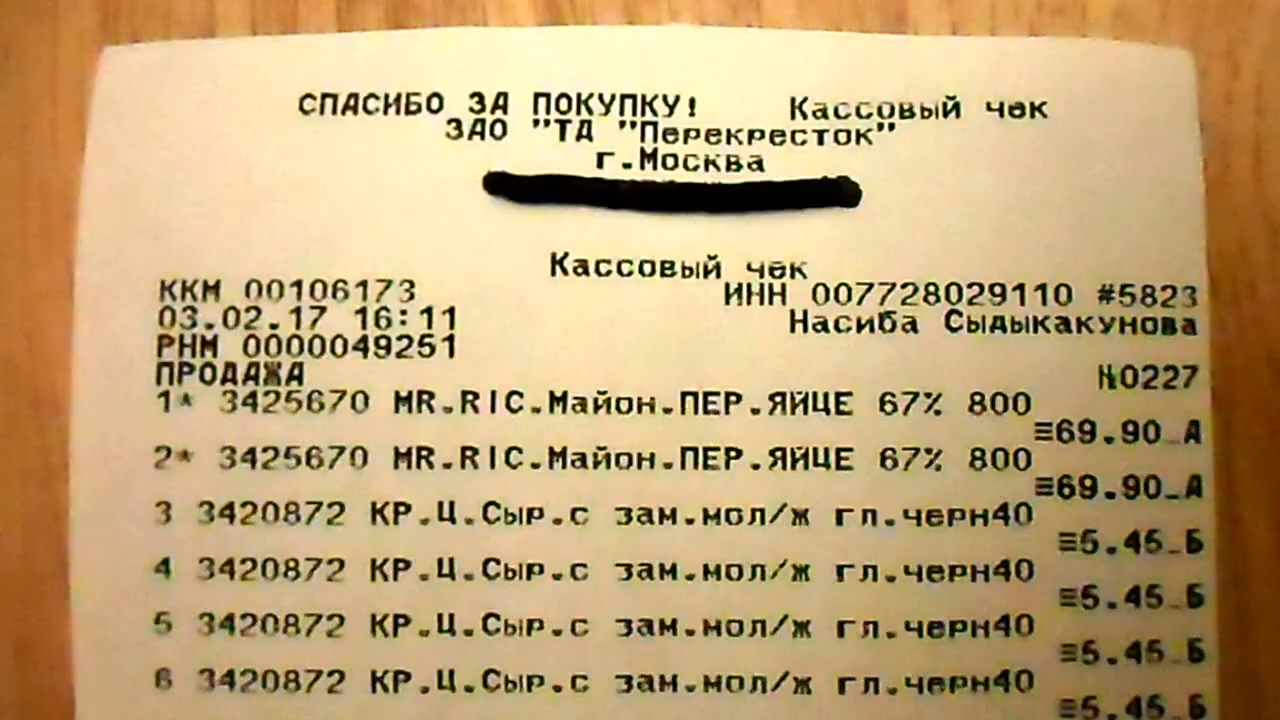 СПАСИБО ЗА ПОКУПКУ! Кассовый чек
ЗАО "ТД "Перекресток"
г.Москва
Кассовый чек
ККМ 00106173 ИНН 007728029110 #5823
03.02.17 16:11 Насиба Сыдыкакунова
РНМ 0000049251
ПРОДАЖА №0227
1* 3425670 MR.RIC.Майон.ПЕР.ЯЙЦЕ 67% 800
≡69.90_А
2* 3425670 MR.RIC.Майон.ПЕР.ЯЙЦЕ 67% 800
≡69.90_А
3 3420872 КР.Ц.Сыр.с зам.мол/ж гл.черн40
≡5.45_Б
4 3420872 КР.Ц.Сыр.с зам.мол/ж гл.черн40
≡5.45_Б
5 3420872 КР.Ц.Сыр.с зам.мол/ж гл.черн40
≡5.45_Б
6 3420872 КР.Ц.Сыр.с зам.мол/ж гл.черн40
≡5.45_Б